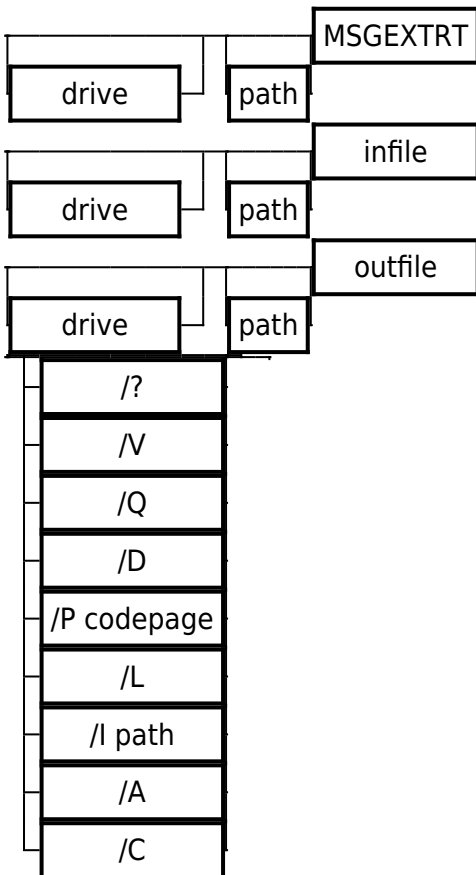 MSGEXTRT
drive path
infile
drive path
outfile
drive path
/?
/V
/Q
/D
/P codepage
/L
/I path
/A
/C